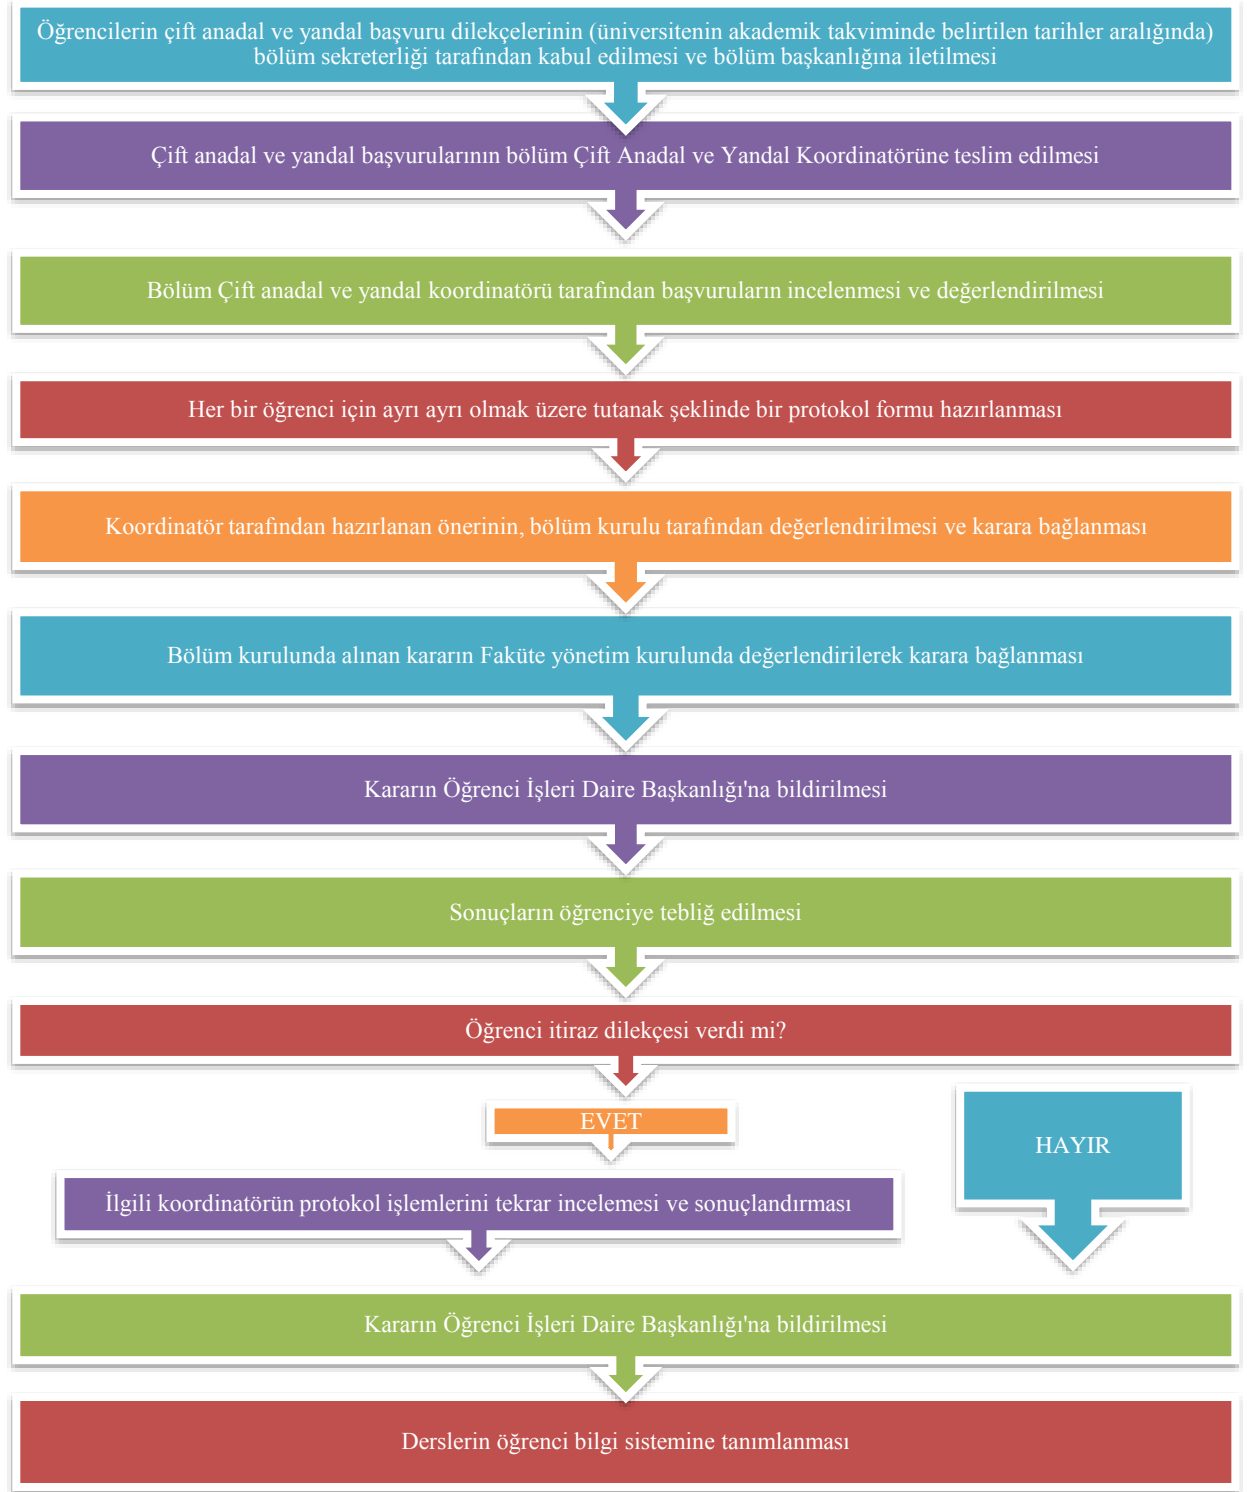 Öğrencilerin çift anadal ve yandal başvuru dilekçelerinin (üniversitenin akademik takviminde belirtilen tarihler aralığında)
bölüm sekreterliği tarafından kabul edilmesi ve bölüm başkanlığına iletilmesi
Çift anadal ve yandal başvurularının bölüm Çift Anadal ve Yandal Koordinatörüne teslim edilmesi
Bölüm Çift anadal ve yandal koordinatörü tarafından başvuruların incelenmesi ve değerlendirilmesi
Her bir öğrenci için ayrı ayrı olmak üzere tutanak şeklinde bir protokol formu hazırlanması
Koordinatör tarafından hazırlanan önerinin, bölüm kurulu tarafından değerlendirilmesi ve karara bağlanması
Bölüm kurulunda alınan kararın Faküte yönetim kurulunda değerlendirilerek karara bağlanması
Kararın Öğrenci İşleri Daire Başkanlığı'na bildirilmesi
Sonuçların öğrenciye tebliğ edilmesi
Öğrenci itiraz dilekçesi verdi mi?
EVET
HAYIR
İlgili koordinatörün protokol işlemlerini tekrar incelemesi ve sonuçlandırması
Kararın Öğrenci İşleri Daire Başkanlığı'na bildirilmesi
Derslerin öğrenci bilgi sistemine tanımlanması